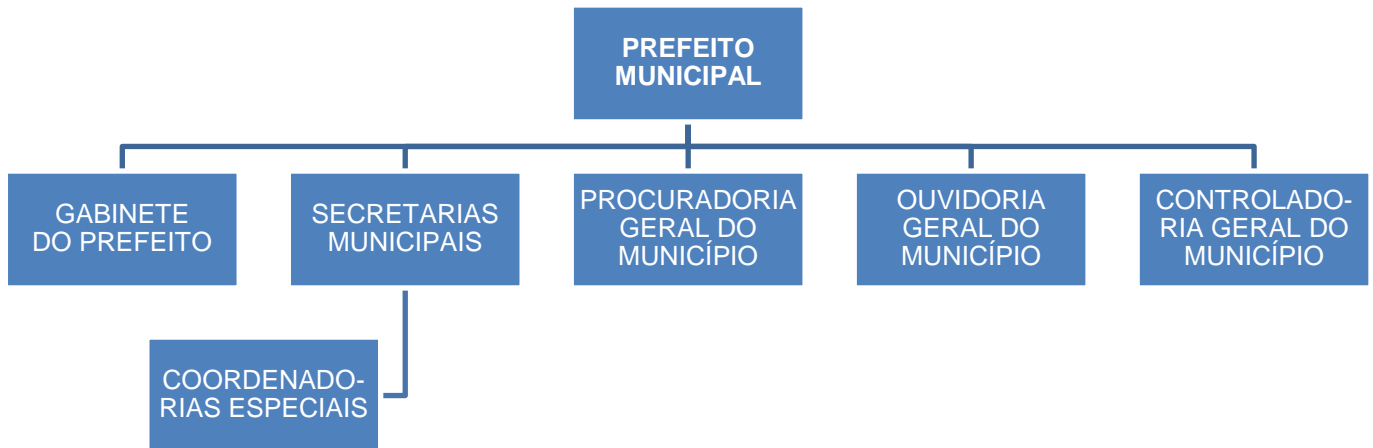 PREFEITO
MUNICIPAL
GABINETE
DO PREFEITO
SECRETARIAS
MUNICIPAIS
PROCURADORIA
GERAL DO
MUNICÍPIO
OUVIDORIA
GERAL DO
MUNICÍPIO
CONTROLADO-
RIA GERAL DO
MUNICÍPIO
COORDENADO-
RIAS ESPECIAIS